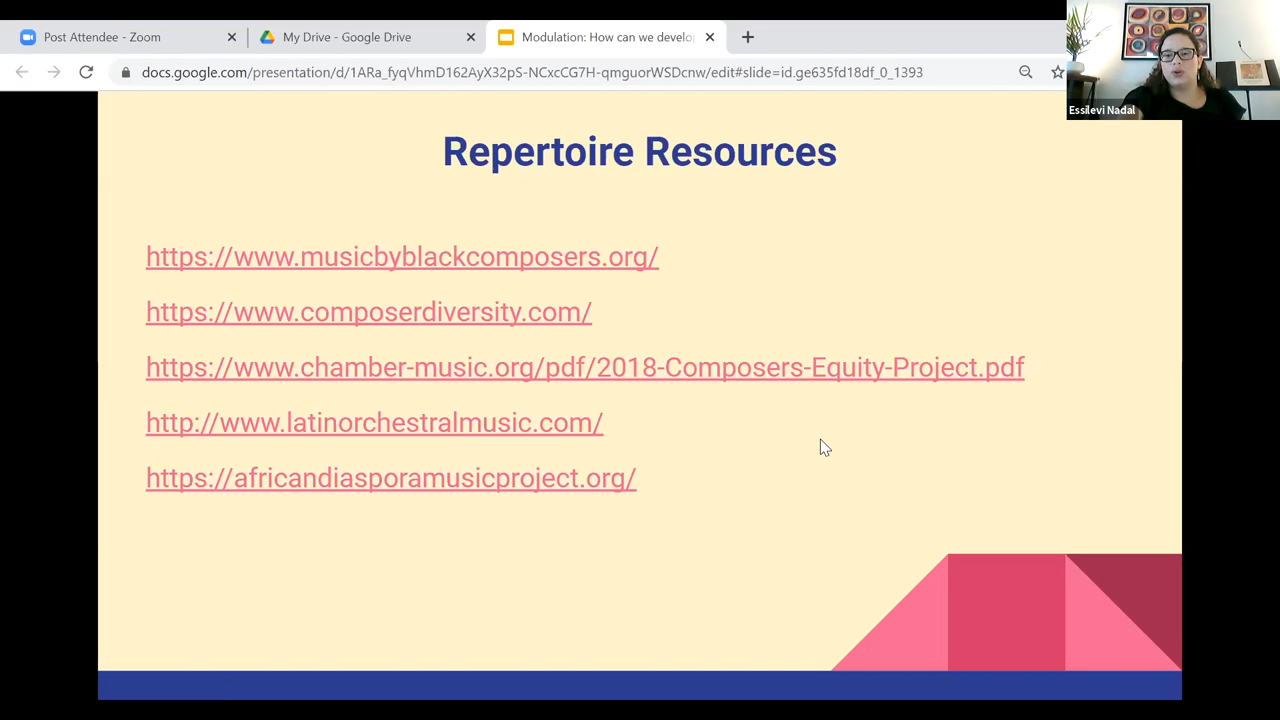 Post Attendee - Zoom
My Drive - Google Drive
Modulation: How can we develo
docs.google.com/presentation/d/1ARa_fyqVhmD162AyX32pS-NCxcCG7H-qmguorWSDcnw/edit#slide=id.ge635fd18df_0_1393
Essilevi Nadal
Repertoire Resources
https://www.musicbyblackcomposers.org/
https://www.composerdiversity.com/
https://www.chamber-music.org/pdf/2018-Composers-Equity-Project.pdf
http://www.latinorchestralmusic.com/
https://africandiasporamusicproject.org/